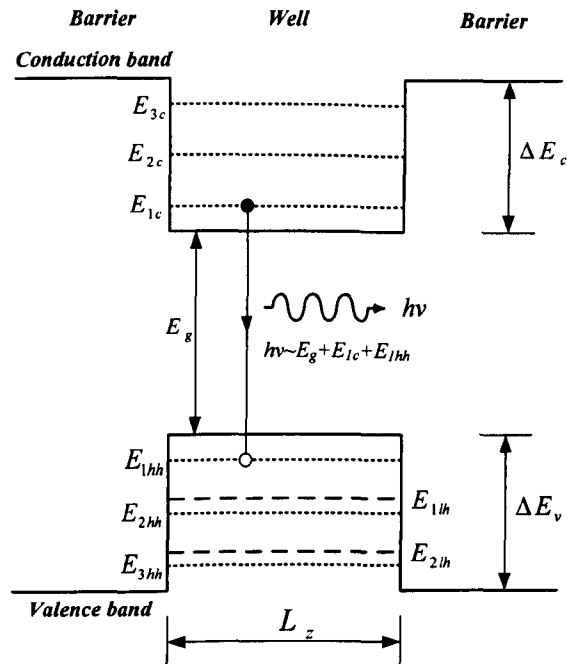 Barrier Well Barrier
Conduction band
E3c
E2c
ΔEc
E1c
Eg
hν
hν~Eg+E1c+E1hh
E1hh
E1lh
ΔEv
E2hh
E2lh
E3hh
Valence band
Lz